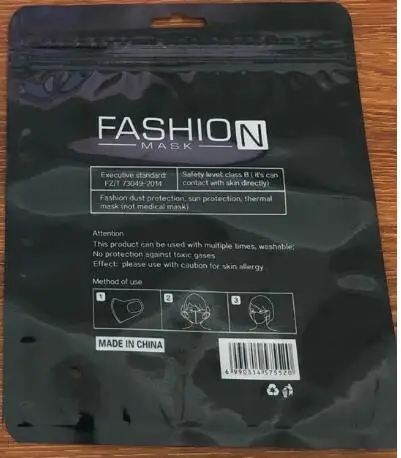 FASHION
MASK
Executive standard:
FZ/T 73049-2014
Safety level: class B ( it's can
contact with skin directly)
Fashion dust protection, sun protection, thermal
mask (not medical mask)
Attention
This product can be used with multiple times, washable;
No protection against toxic gases
Effect: please use with caution for skin allergy
Method of use
1
2
3
MADE IN CHINA
6 990314 575520